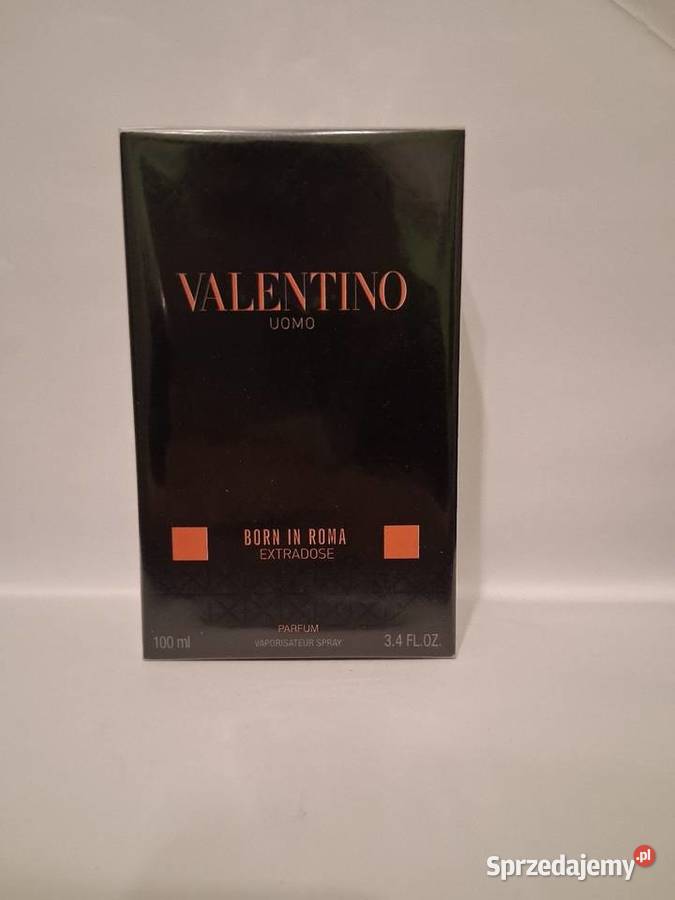 VALENTINO
UOMO
BORN IN ROMA
EXTRADOSE
PARFUM
100 ml VAPORISATEUR SPRAY 3.4 FL.OZ.
Sprzedajemy.pl